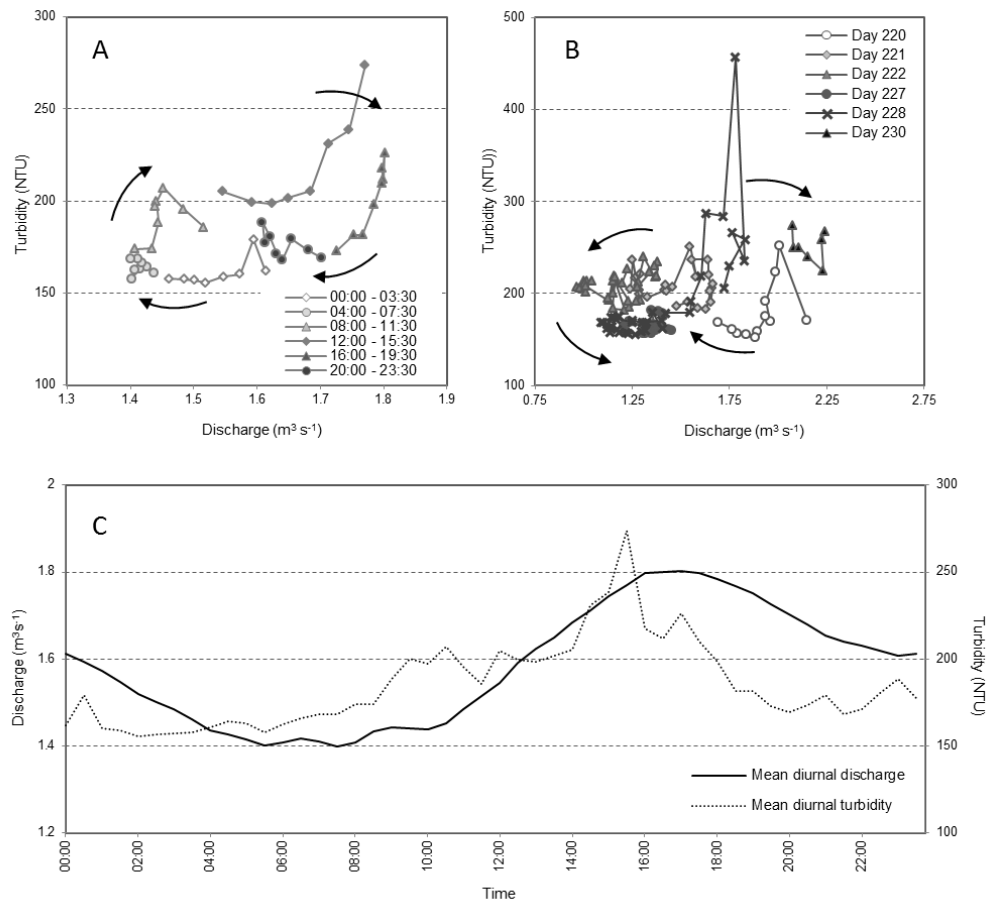 A
300
250
200
150
100
Turbidity (NTU)
1.3 1.4 1.5 1.6 1.7 1.8 1.9
Discharge (m³ s⁻¹)
00:00 - 03:30
04:00 - 07:30
08:00 - 11:30
12:00 - 15:30
16:00 - 19:30
20:00 - 23:30
B
500
400
300
200
100
Turbidity (NTU))
0.75 1.25 1.75 2.25 2.75
Discharge (m³ s⁻¹)
Day 220
Day 221
Day 222
Day 227
Day 228
Day 230
C
2
1.8
1.6
1.4
1.2
Discharge (m³s⁻¹)
300
250
200
150
100
Turbidity
(NTU)
Mean diurnal discharge
Mean diurnal turbidity
00:00 02:00 04:00 06:00 08:00 10:00 12:00 14:00 16:00 18:00 20:00 22:00
Time